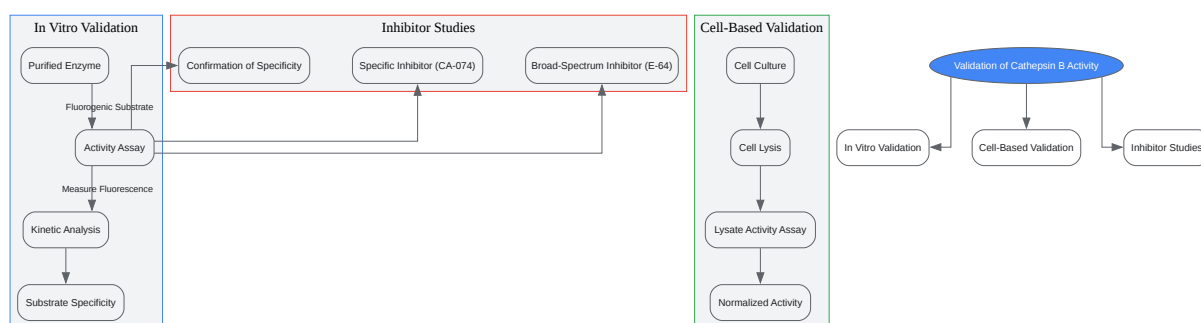 In Vitro Validation
Purified Enzyme
Fluorogenic Substrate
Activity Assay
Measure Fluorescence
Kinetic Analysis
Substrate Specificity
Inhibitor Studies
Confirmation of Specificity
Specific Inhibitor (CA-074)
Broad-Spectrum Inhibitor (E-64)
Cell-Based Validation
Cell Culture
Cell Lysis
Lysate Activity Assay
Normalized Activity
Validation of Cathepsin B Activity
In Vitro Validation
Cell-Based Validation
Inhibitor Studies